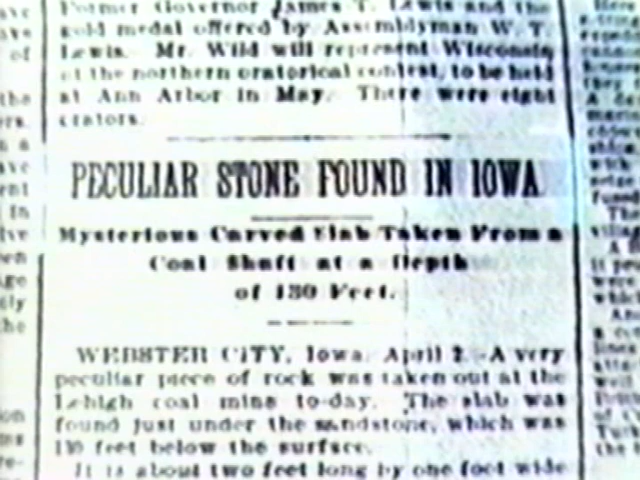 Former Governor James T. Lewis and the
gold medal offered by Assemblyman W. T.
Lewis. Mr. Wild will represent Wisconsin
at the northern oratorical contest, to be held
at Ann Arbor in May. There were eight
orators.
PECULIAR STONE FOUND IN IOWA
Mysterious Carved Slab Taken From a
Coal Shaft at a Depth
of 130 Feet.
WEBSTER CITY, Iowa, April 2.-A very
peculiar piece of rock was taken out at the
Lehigh coal mine to-day. The slab was
found just under the sandstone, which was
130 feet below the surface.
It is about two feet long by one foot wide